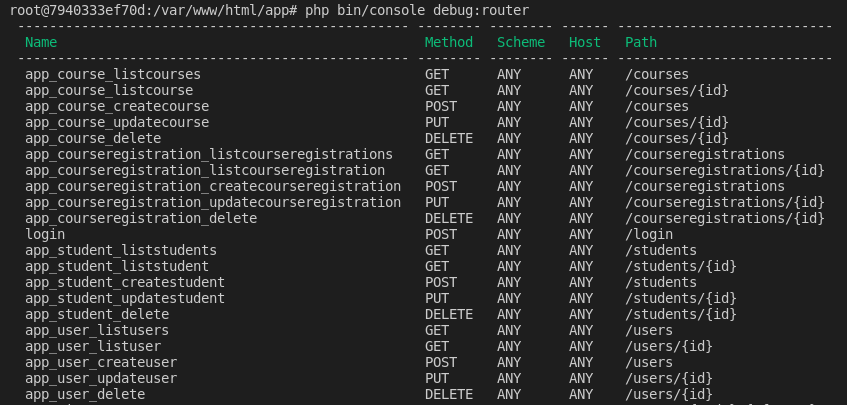 root@7940333ef70d:/var/www/html/app# php bin/console debug:router
------------------------------------------------- -------- -------- ------ --------------------------
Name Method Scheme Host Path
------------------------------------------------- -------- -------- ------ --------------------------
app_course_listcourses GET ANY ANY /courses
app_course_listcourse GET ANY ANY /courses/{id}
app_course_createcourse POST ANY ANY /courses
app_course_updatecourse PUT ANY ANY /courses/{id}
app_course_delete DELETE ANY ANY /courses/{id}
app_courseregistration_listcourseregistrations GET ANY ANY /courseregistrations
app_courseregistration_listcourseregistration GET ANY ANY /courseregistrations/{id}
app_courseregistration_createcourseregistration POST ANY ANY /courseregistrations
app_courseregistration_updatecourseregistration PUT ANY ANY /courseregistrations/{id}
app_courseregistration_delete DELETE ANY ANY /courseregistrations/{id}
login POST ANY ANY /login
app_student_liststudents GET ANY ANY /students
app_student_liststudent GET ANY ANY /students/{id}
app_student_createstudent POST ANY ANY /students
app_student_updatestudent PUT ANY ANY /students/{id}
app_student_delete DELETE ANY ANY /students/{id}
app_user_listusers GET ANY ANY /users
app_user_listuser GET ANY ANY /users/{id}
app_user_createuser POST ANY ANY /users
app_user_updateuser PUT ANY ANY /users/{id}
app_user_delete DELETE ANY ANY /users/{id}